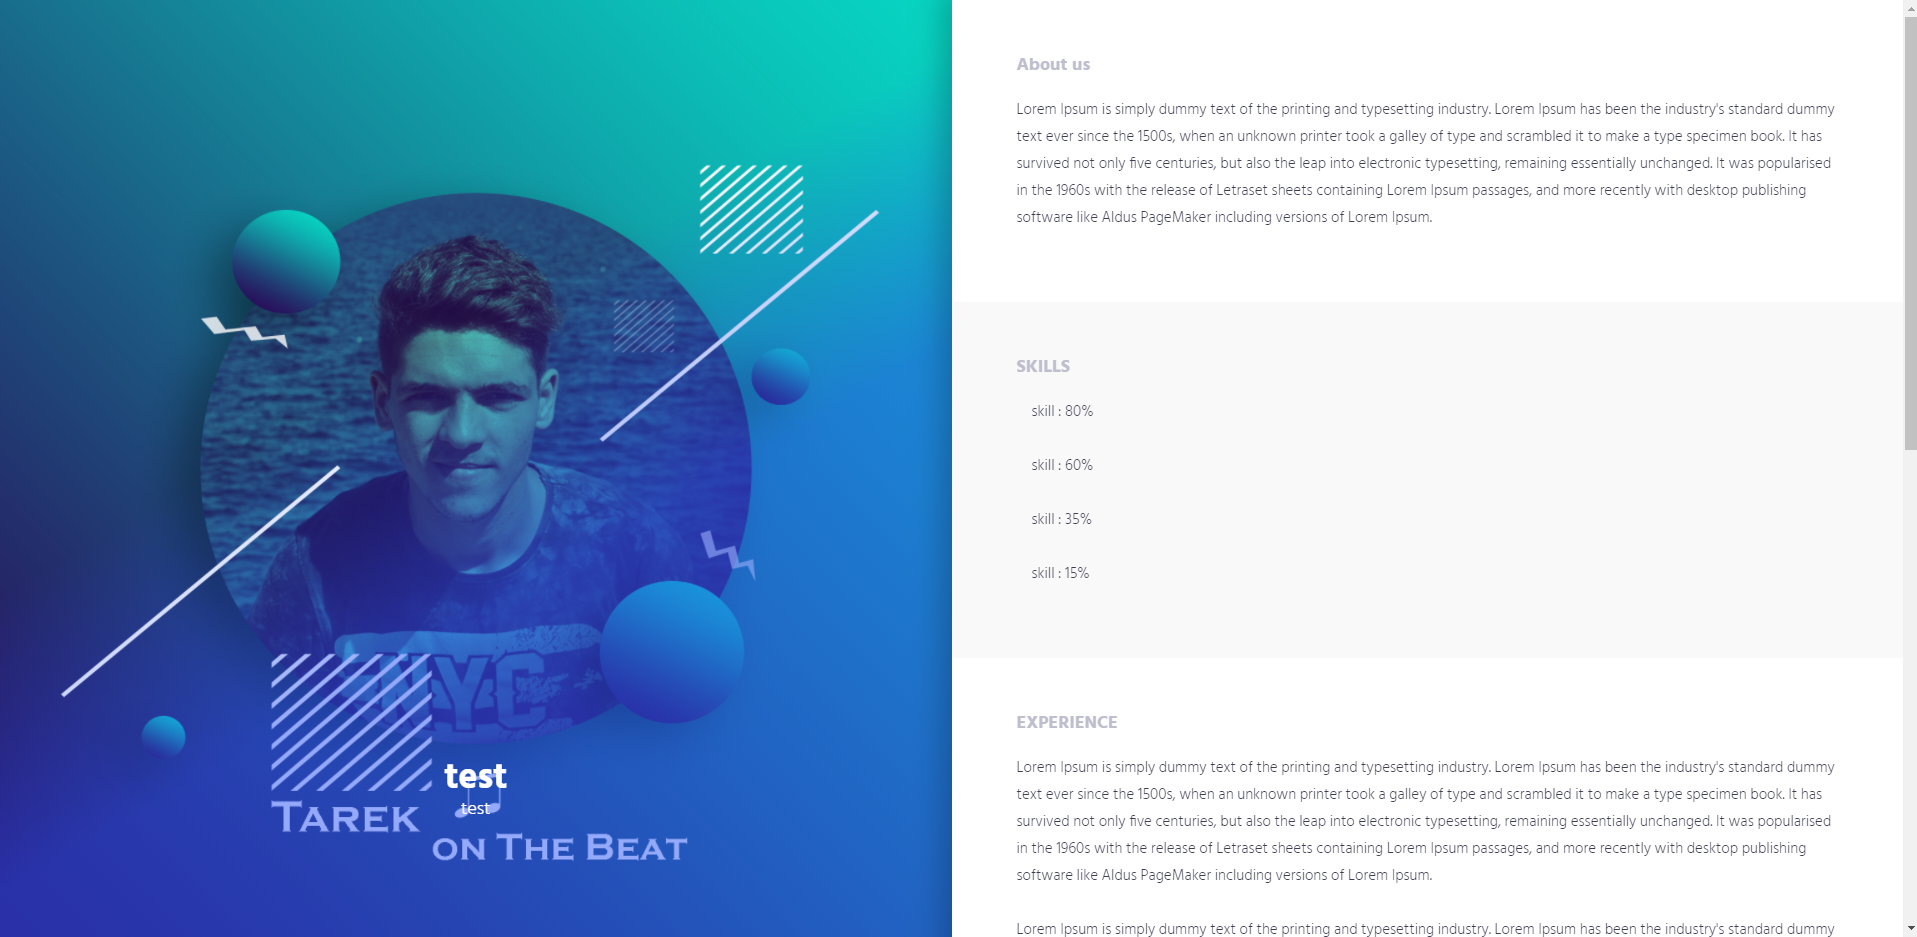 NYC
test
test
TAREK
ON THE BEAT
About us
Lorem Ipsum is simply dummy text of the printing and typesetting industry. Lorem Ipsum has been the industry's standard dummy
text ever since the 1500s, when an unknown printer took a galley of type and scrambled it to make a type specimen book. It has
survived not only five centuries, but also the leap into electronic typesetting, remaining essentially unchanged. It was popularised
in the 1960s with the release of Letraset sheets containing Lorem Ipsum passages, and more recently with desktop publishing
software like Aldus PageMaker including versions of Lorem Ipsum.
SKILLS
skill : 80%
skill : 60%
skill : 35%
skill : 15%
EXPERIENCE
Lorem Ipsum is simply dummy text of the printing and typesetting industry. Lorem Ipsum has been the industry's standard dummy
text ever since the 1500s, when an unknown printer took a galley of type and scrambled it to make a type specimen book. It has
survived not only five centuries, but also the leap into electronic typesetting, remaining essentially unchanged. It was popularised
in the 1960s with the release of Letraset sheets containing Lorem Ipsum passages, and more recently with desktop publishing
software like Aldus PageMaker including versions of Lorem Ipsum.
Lorem Ipsum is simply dummy text of the printing and typesetting industry. Lorem Ipsum has been the industry's standard dummy